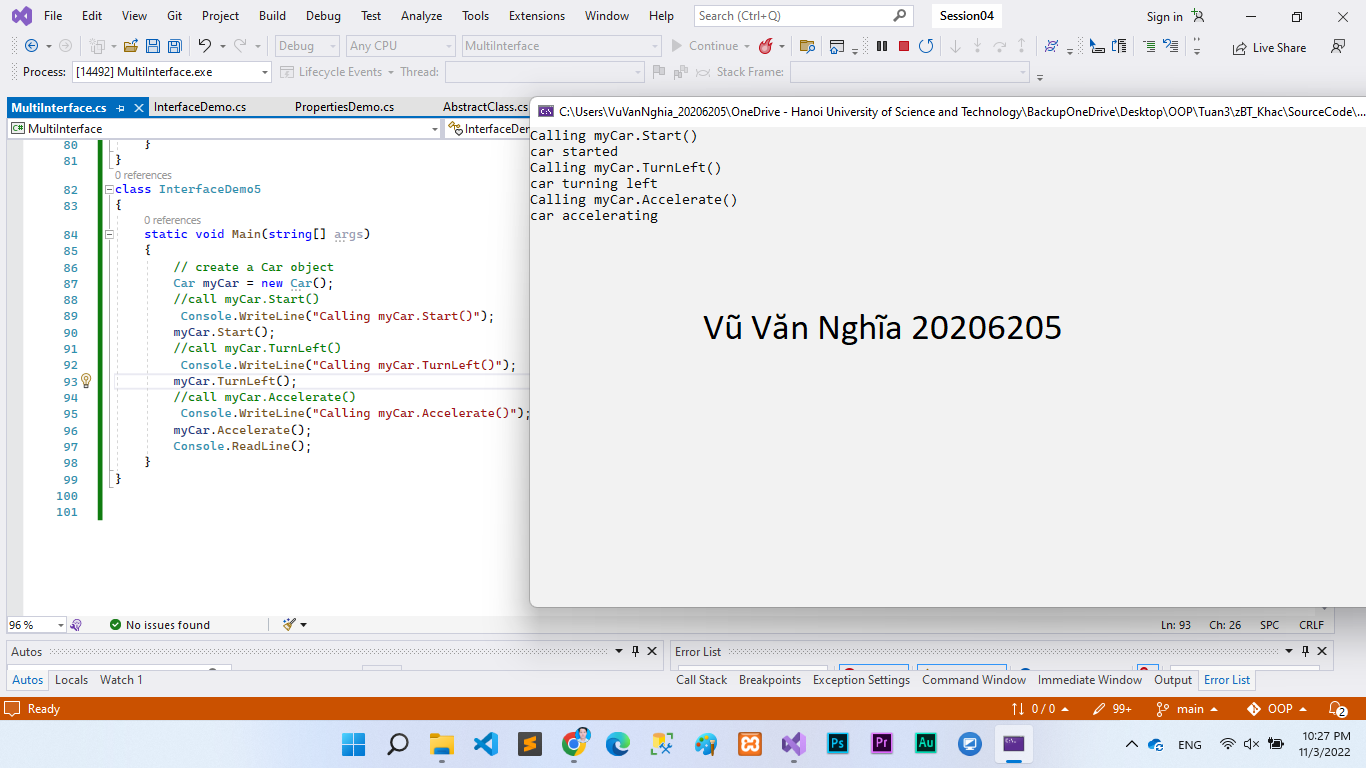 File Edit View Git Project Build Debug Test Analyze Tools Extensions Window Help Search (Ctrl+Q) Session04 Sign in
Debug Any CPU MultiInterface Continue Live Share
Process: [14492] MultiInterface.exe Lifecycle Events Thread: Stack Frame:
MultiInterface.cs InterfaceDemo.cs PropertiesDemo.cs AbstractClass.cs
C# MultiInterface InterfaceDem
80 }
81 }
0 references
82 class InterfaceDemo5
83 {
0 references
84 static void Main(string[] args)
85 {
86 // create a Car object
87 Car myCar = new Car();
88 //call myCar.Start()
89 Console.WriteLine("Calling myCar.Start()");
90 myCar.Start();
91 //call myCar.TurnLeft()
92 Console.WriteLine("Calling myCar.TurnLeft()");
93 myCar.TurnLeft();
94 //call myCar.Accelerate()
95 Console.WriteLine("Calling myCar.Accelerate()");
96 myCar.Accelerate();
97 Console.ReadLine();
98 }
99 }
100
101
C:\Users\VuVanNghia_20206205\OneDrive - Hanoi University of Science and Technology\BackupOneDrive\Desktop\OOP\Tuan3\zBT_Khac\SourceCode\...
Calling myCar.Start()
car started
Calling myCar.TurnLeft()
car turning left
Calling myCar.Accelerate()
car accelerating
Vũ Văn Nghĩa 20206205
96 % No issues found Ln: 93 Ch: 26 SPC CRLF
Autos Error List
Autos Locals Watch 1 Call Stack Breakpoints Exception Settings Command Window Immediate Window Output Error List
Ready 0 / 0 99+ main OOP 2
Ps Pr Au ENG 10:27 PM
11/3/2022